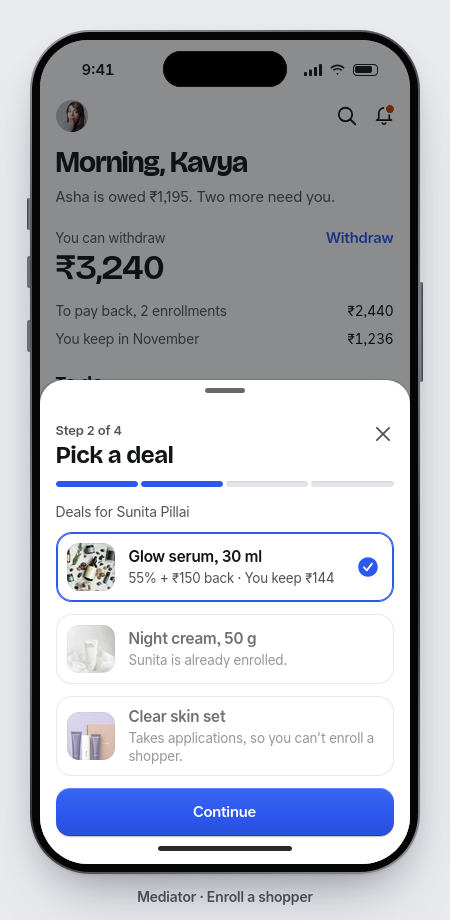 9:41
Morning, Kavya
Asha is owed ₹1,195. Two more need you.
You can withdraw
Withdraw
₹3,240
To pay back, 2 enrollments
₹2,440
You keep in November
₹1,236
Step 2 of 4
Pick a deal
Deals for Sunita Pillai
Glow serum, 30 ml
55% + ₹150 back · You keep ₹144
Night cream, 50 g
Sunita is already enrolled.
Clear skin set
Takes applications, so you can't enroll a
shopper.
Continue
Mediator · Enroll a shopper